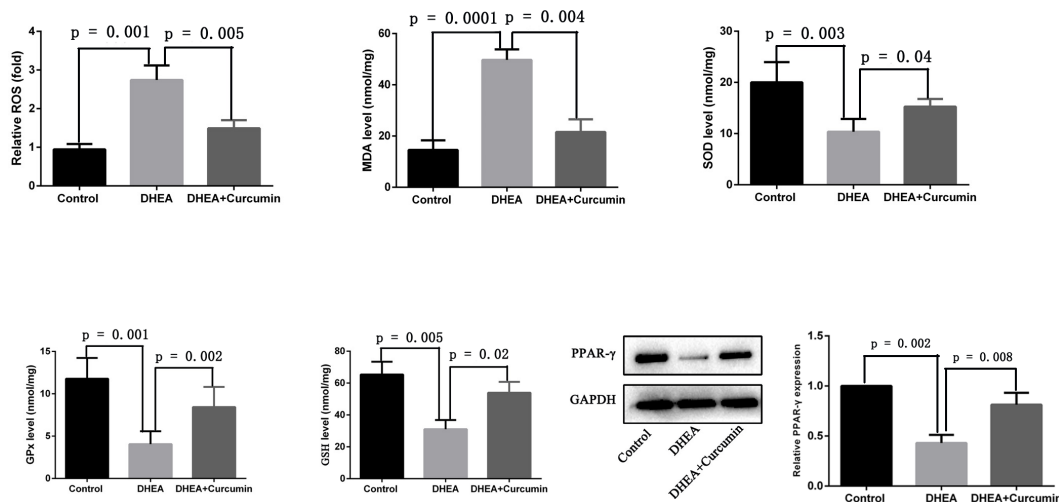 p = 0.001
p = 0.005
Relative ROS (fold)
4
3
2
1
0
Control
DHEA
DHEA+Curcumin
p = 0.0001
p = 0.004
MDA level (nmol/mg)
60
40
20
0
Control
DHEA
DHEA+Curcumin
p = 0.003
p = 0.04
SOD level (nmol/mg)
30
20
10
0
Control
DHEA
DHEA+Curcumin
p = 0.001
p = 0.002
GPx level (nmol/mg)
15
10
5
0
Control
DHEA
DHEA+Curcumin
p = 0.005
p = 0.02
GSH level (nmol/mg)
80
60
40
20
0
Control
DHEA
DHEA+Curcumin
PPAR-γ
GAPDH
Control
DHEA
DHEA+Curcumin
p = 0.002
p = 0.008
Relative PPAR-γ expression
1.5
1.0
0.5
0.0
Control
DHEA
DHEA+Curcumin